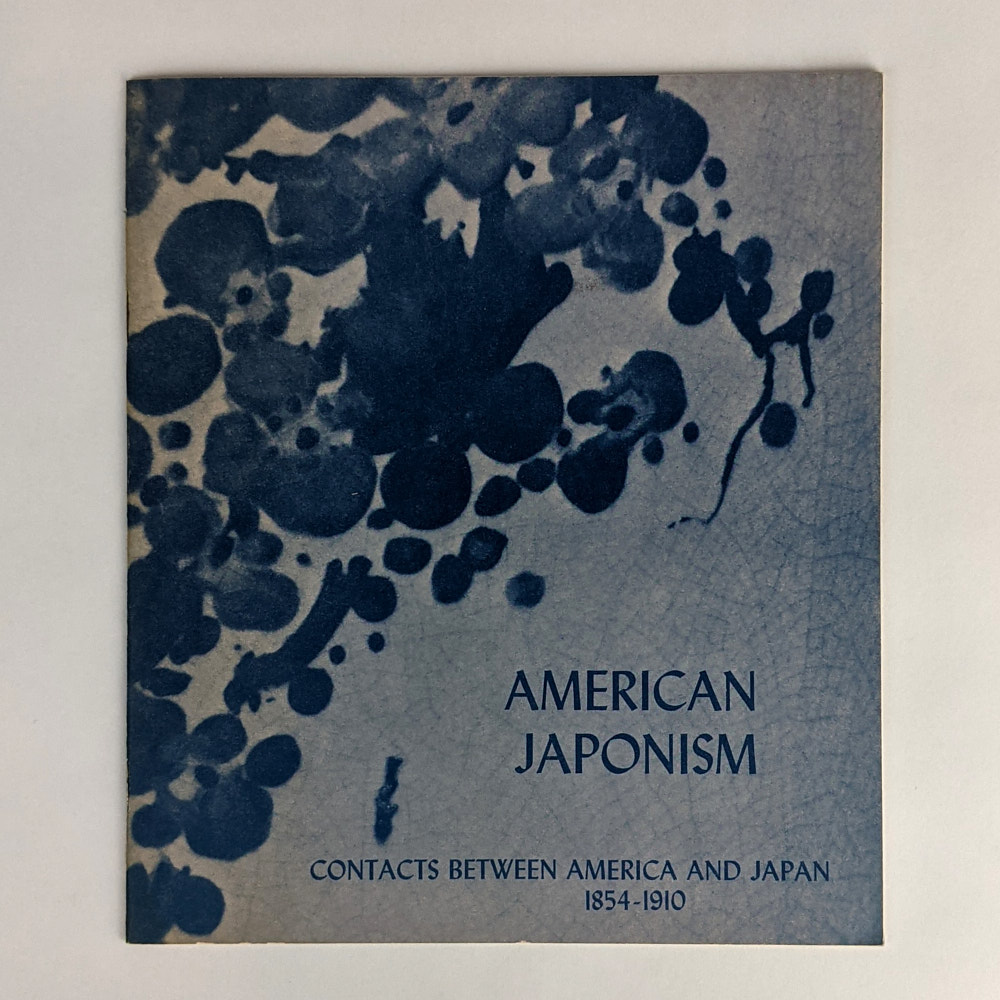 AMERICAN
JAPONISM
CONTACTS BETWEEN AMERICA AND JAPAN
1854-1910